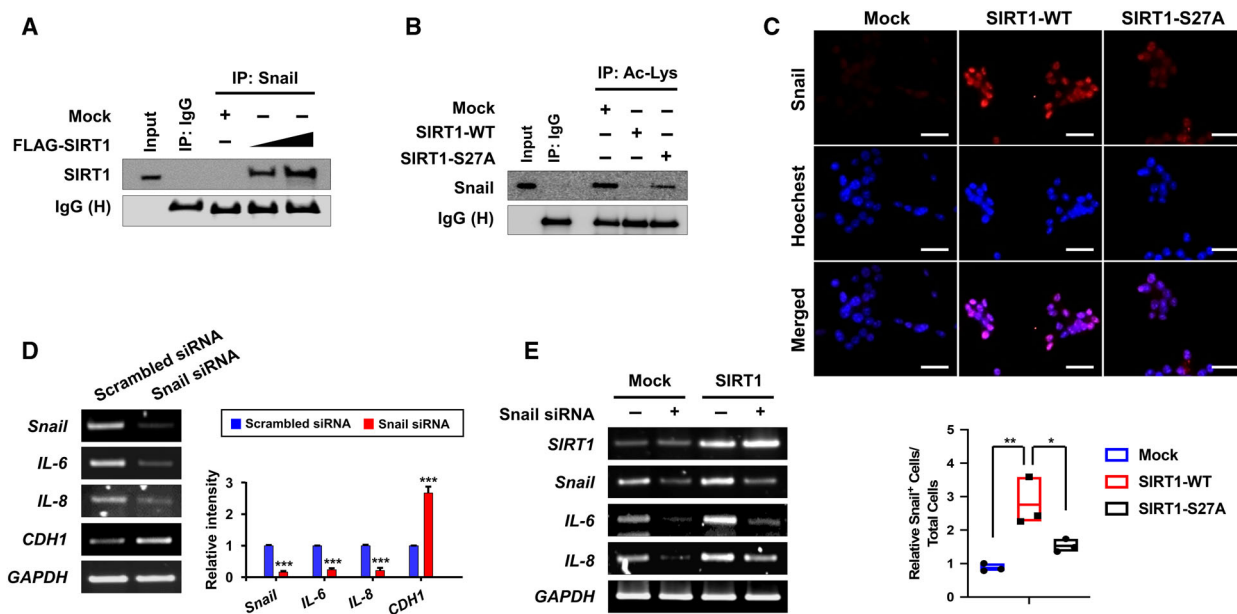 A
IP: Snail
Mock + – –
FLAG-SIRT1 –
Input
IP: IgG
SIRT1
IgG (H)
B
IP: Ac-Lys
Mock + – –
SIRT1-WT – + –
SIRT1-S27A – – +
Input
IP: IgG
Snail
IgG (H)
C
Mock SIRT1-WT SIRT1-S27A
Snail
Hoechest
Merged
Relative Snail+ Cells/
Total Cells
5
4
3
2
1
0
** *
Mock
SIRT1-WT
SIRT1-S27A
D
Scrambled siRNA
Snail siRNA
Snail
IL-6
IL-8
CDH1
GAPDH
Scrambled siRNA Snail siRNA
Relative intensity
3
2
1
0
*** *** *** ***
Snail IL-6 IL-8 CDH1
E
Mock SIRT1
Snail siRNA – + – +
SIRT1
Snail
IL-6
IL-8
GAPDH